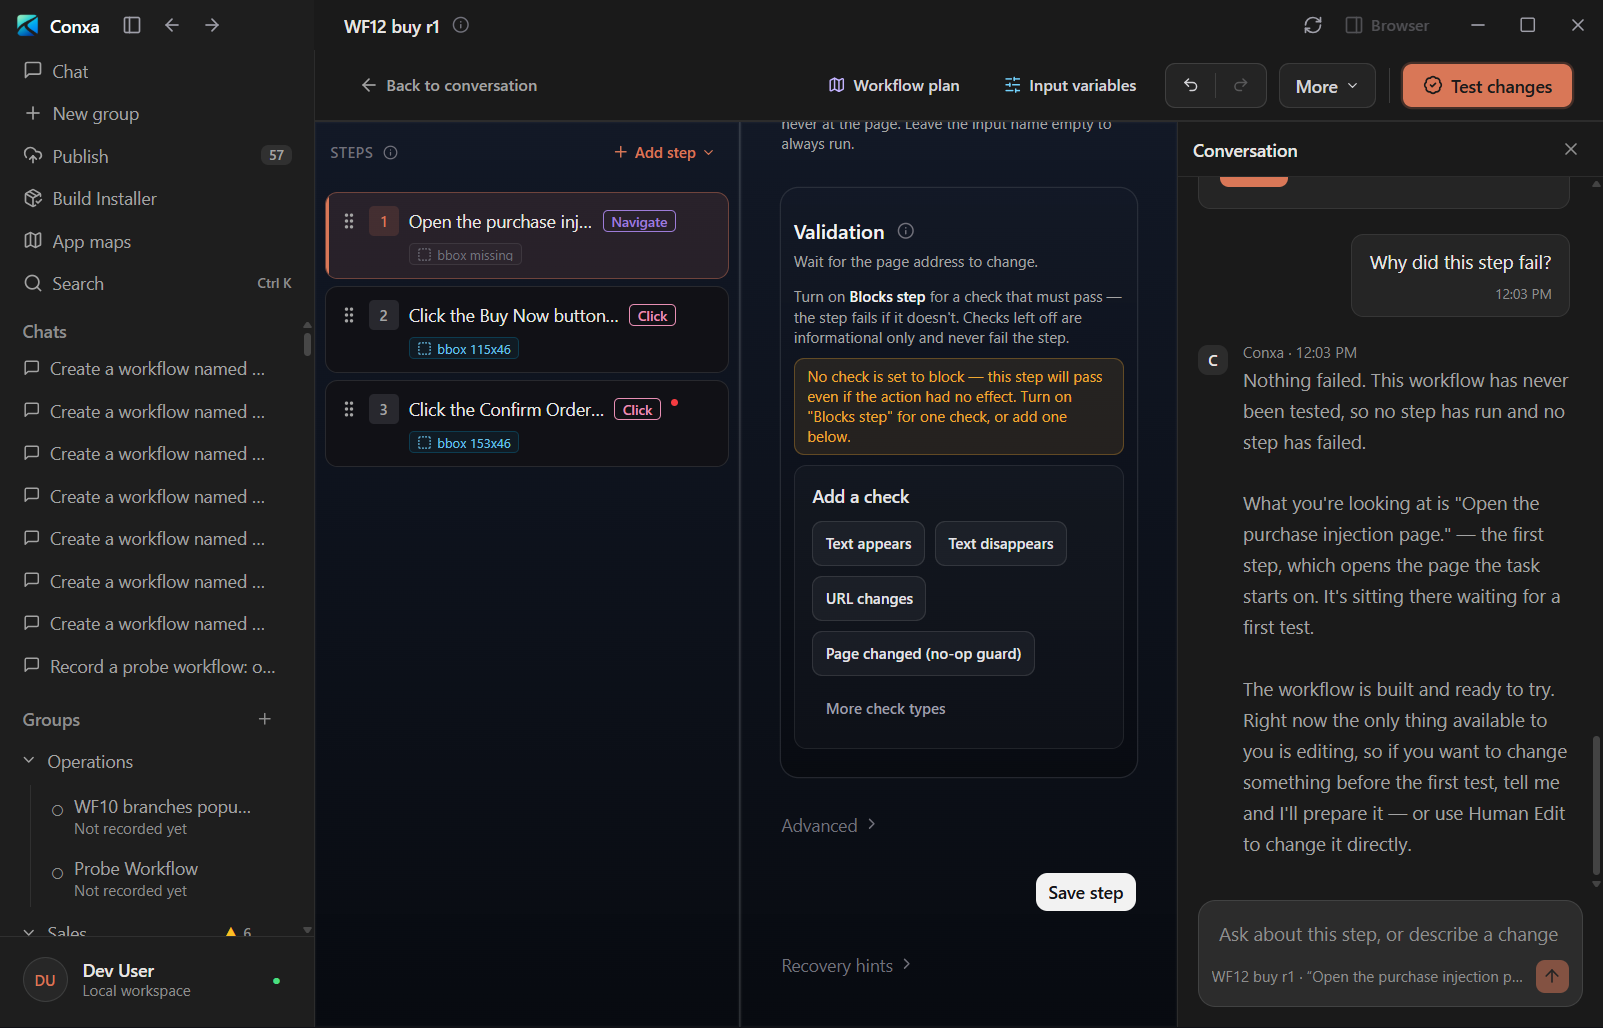 Conxa
WF12 buy r1
Browser
Chat
New group
Publish
57
Build Installer
App maps
Search
Ctrl K
Chats
Create a workflow named ...
Create a workflow named ...
Create a workflow named ...
Create a workflow named ...
Create a workflow named ...
Create a workflow named ...
Create a workflow named ...
Record a probe workflow: o...
Groups
Operations
WF10 branches popu...
Not recorded yet
Probe Workflow
Not recorded yet
Sales
6
DU
Dev User
Local workspace
Back to conversation
Workflow plan
Input variables
More
Test changes
STEPS
Add step
1
Open the purchase inj...
Navigate
bbox missing
2
Click the Buy Now button...
Click
bbox 115x46
3
Click the Confirm Order...
Click
bbox 153x46
never at the page. Leave the input name empty to
always run.
Validation
Wait for the page address to change.
Turn on Blocks step for a check that must pass —
the step fails if it doesn't. Checks left off are
informational only and never fail the step.
No check is set to block — this step will pass
even if the action had no effect. Turn on
"Blocks step" for one check, or add one
below.
Add a check
Text appears
Text disappears
URL changes
Page changed (no-op guard)
More check types
Advanced
Save step
Recovery hints
Conversation
Why did this step fail?
12:03 PM
C
Conxa · 12:03 PM
Nothing failed. This workflow has never
been tested, so no step has run and no
step has failed.
What you're looking at is "Open the
purchase injection page." — the first
step, which opens the page the task
starts on. It's sitting there waiting for a
first test.
The workflow is built and ready to try.
Right now the only thing available to
you is editing, so if you want to change
something before the first test, tell me
and I'll prepare it — or use Human Edit
to change it directly.
Ask about this step, or describe a change
WF12 buy r1 · "Open the purchase injection p...